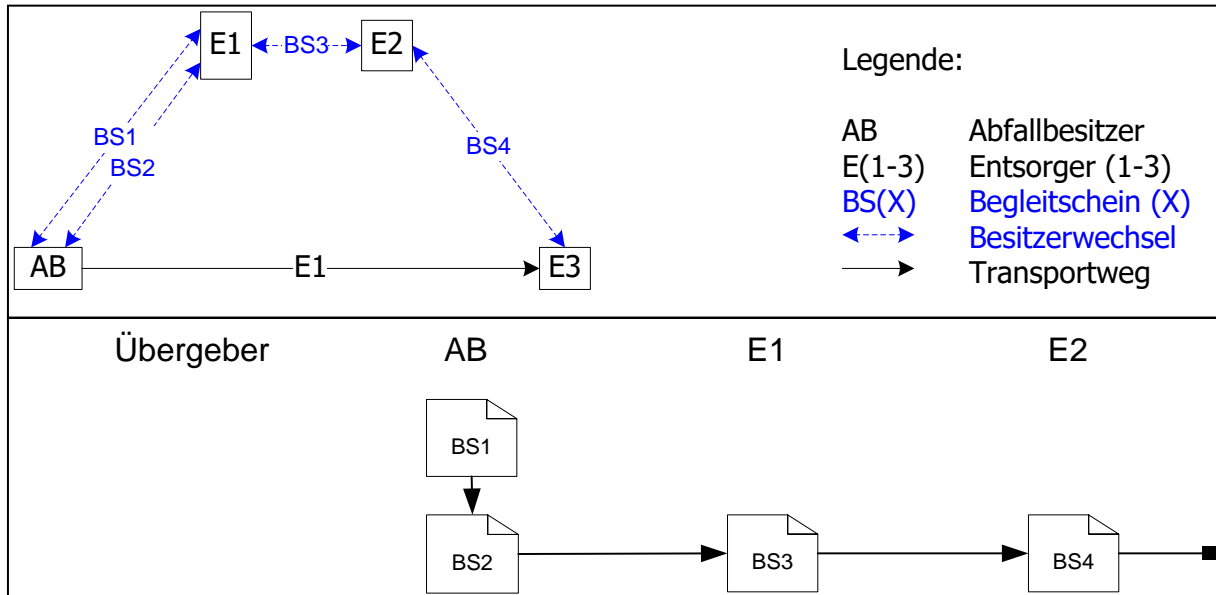 E1 BS3 E2
BS1
BS2
BS4
AB E1 E3
Legende:
AB Abfallbesitzer
E(1-3) Entsorger (1-3)
BS(X) Begleitschein (X)
Besitzerwechsel
Transportweg
Übergeber AB E1 E2
BS1
BS2 BS3 BS4